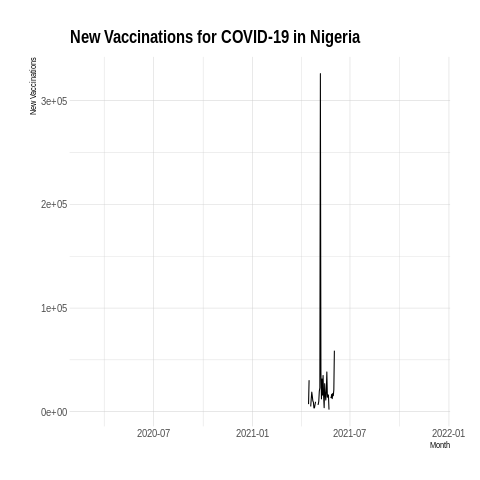 New Vaccinations for COVID-19 in Nigeria
New Vaccinations
3e+05
2e+05
1e+05
0e+00
2020-07 2021-01 2021-07 2022-01
Month